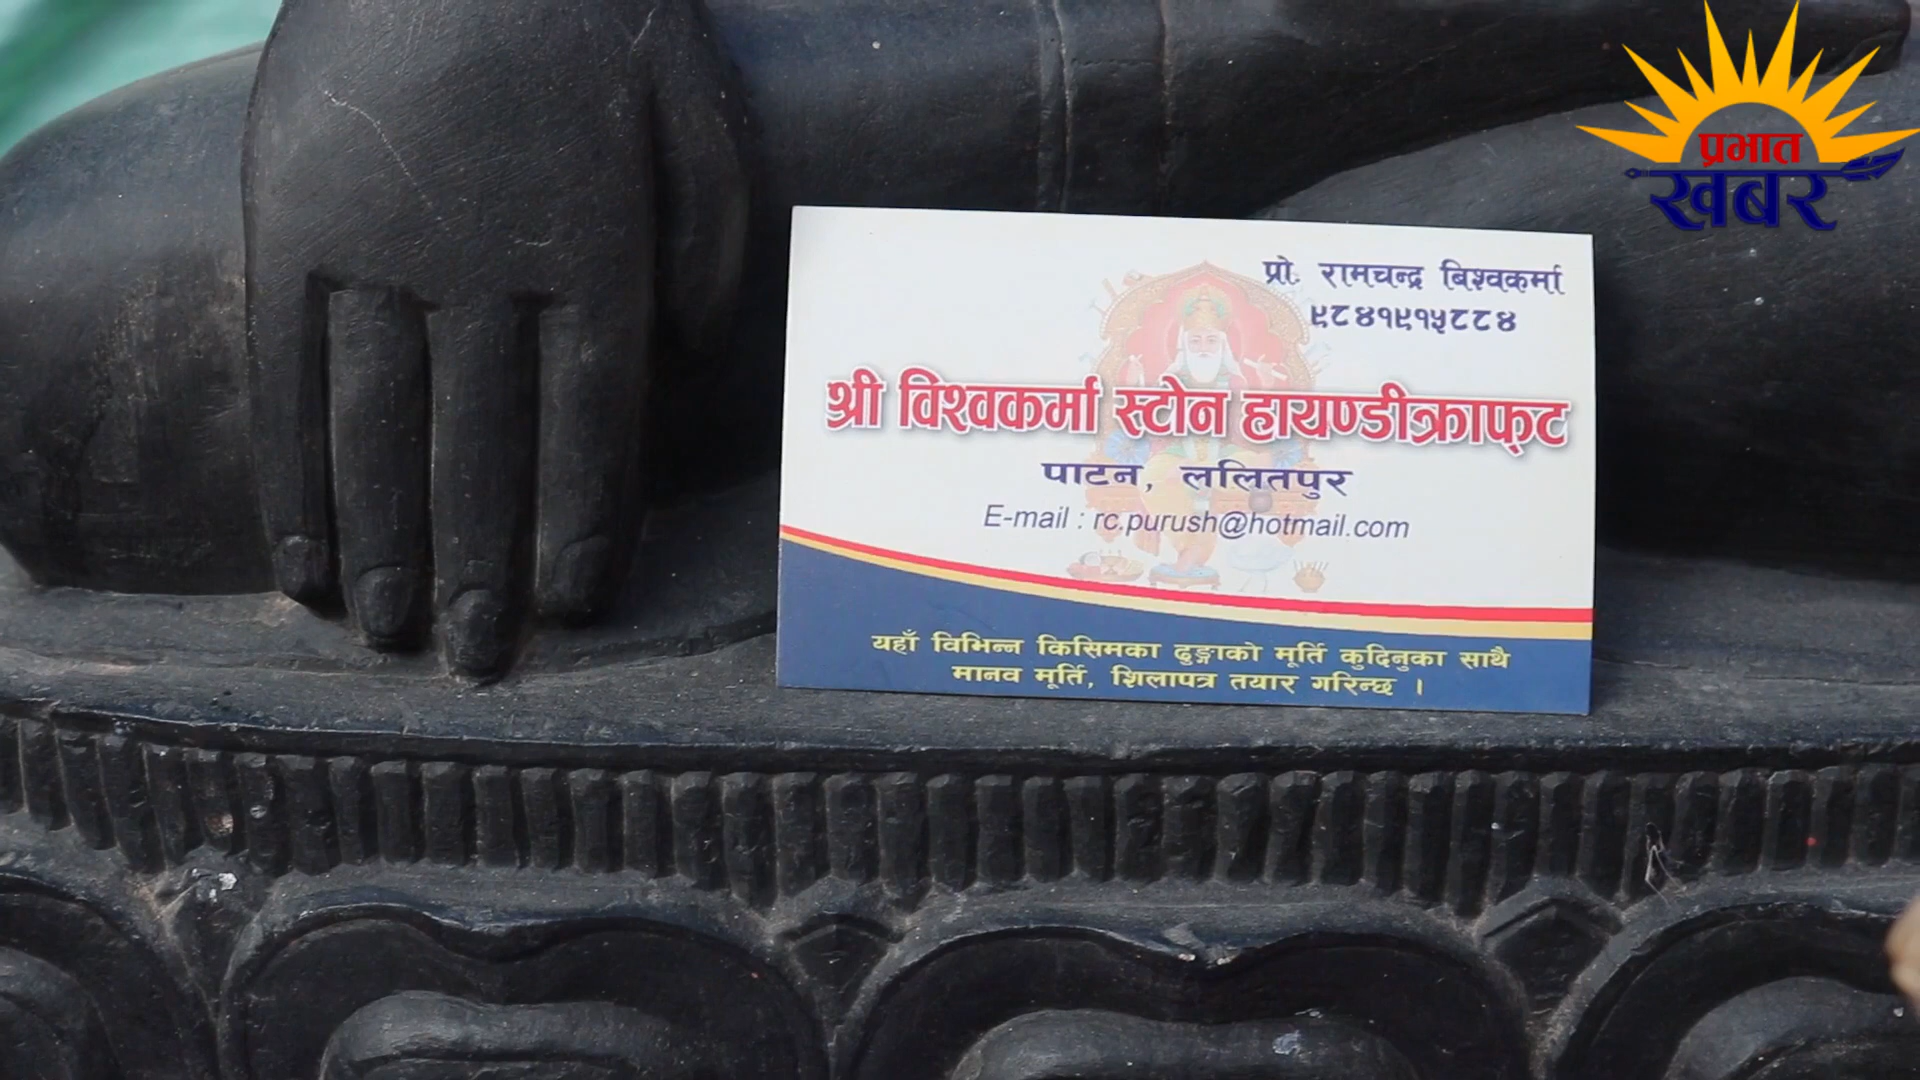 प्रभात
खबर
प्रो. रामचन्द्र बिश्वकर्मा
९८४१९१५८८४
श्री विश्वकर्मा स्टोन हायण्डीक्राफ्ट
पाटन, ललितपुर
E-mail : rc.purush@hotmail.com
यहाँ विभिन्न किसिमका ढुङ्गाको मूर्ति कुदिनुका साथै
मानव मूर्ति, शिलापत्र तयार गरिन्छ ।